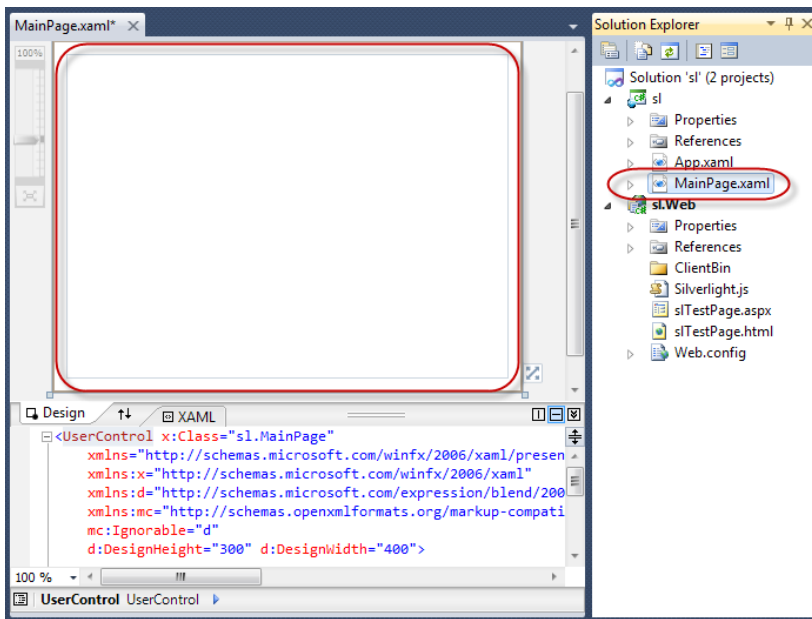 MainPage.xaml*
100%
Design
XAML
<UserControl x:Class="sl.MainPage"
xmlns="http://schemas.microsoft.com/winfx/2006/xaml/presen
xmlns:x="http://schemas.microsoft.com/winfx/2006/xaml"
xmlns:d="http://schemas.microsoft.com/expression/blend/200
xmlns:mc="http://schemas.openxmlformats.org/markup-compati
mc:Ignorable="d"
d:DesignHeight="300" d:DesignWidth="400">
100 %
UserControl UserControl
Solution Explorer
Solution 'sl' (2 projects)
sl
Properties
References
App.xaml
MainPage.xaml
sl.Web
Properties
References
ClientBin
Silverlight.js
slTestPage.aspx
slTestPage.html
Web.config